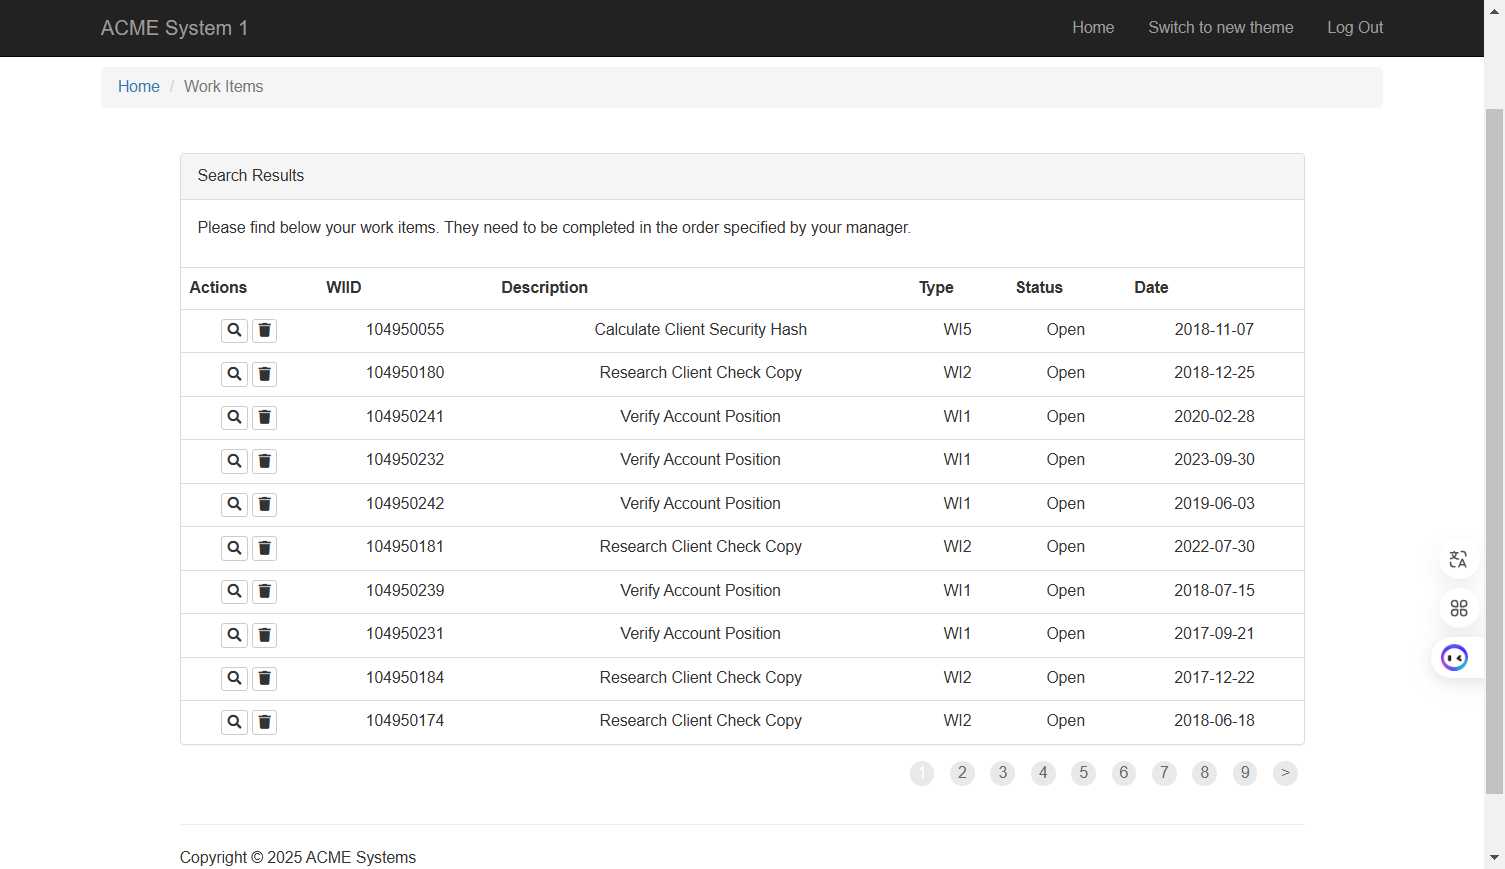 ACME System 1 Home Switch to new theme Log Out
Home / Work Items
Search Results
Please find below your work items. They need to be completed in the order specified by your manager.
Actions WIID Description Type Status Date
104950055 Calculate Client Security Hash WI5 Open 2018-11-07
104950180 Research Client Check Copy WI2 Open 2018-12-25
104950241 Verify Account Position WI1 Open 2020-02-28
104950232 Verify Account Position WI1 Open 2023-09-30
104950242 Verify Account Position WI1 Open 2019-06-03
104950181 Research Client Check Copy WI2 Open 2022-07-30
104950239 Verify Account Position WI1 Open 2018-07-15
104950231 Verify Account Position WI1 Open 2017-09-21
104950184 Research Client Check Copy WI2 Open 2017-12-22
104950174 Research Client Check Copy WI2 Open 2018-06-18
1 2 3 4 5 6 7 8 9 >
Copyright © 2025 ACME Systems